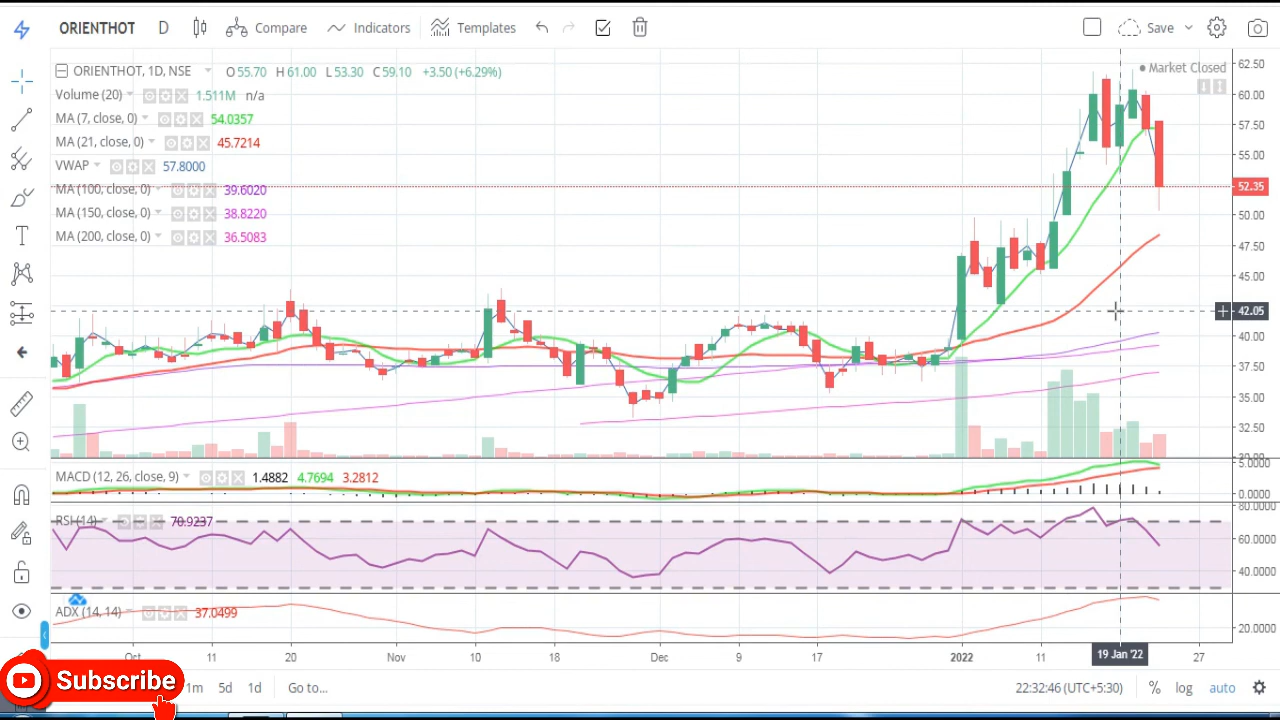 ORIENTHOT D Compare Indicators Templates Save
ORIENTHOT, 1D, NSE O55.70 H61.00 L53.30 C59.10 +3.50 (+6.29%)
Market Closed
Volume (20) 1.511M n/a
MA (7, close, 0) 54.0357
MA (21, close, 0) 45.7214
VWAP 57.8000
MA (100, close, 0) 39.6020
MA (150, close, 0) 38.8220
MA (200, close, 0) 36.5083
62.50
60.00
57.50
55.00
52.35
50.00
47.50
45.00
42.05
40.00
37.50
35.00
32.50
MACD (12, 26, close, 9) 1.4882 4.7694 3.2812
5.0000
0.0000
RSI (14) 70.9237
80.0000
60.0000
40.0000
ADX (14, 14) 37.0499
20.0000
Oct 11 20 Nov 10 18 Dec 9 17 2022 11 19 Jan '22 27
Subscribe
1m 5d 1d Go to... 22:32:46 (UTC+5:30) % log auto